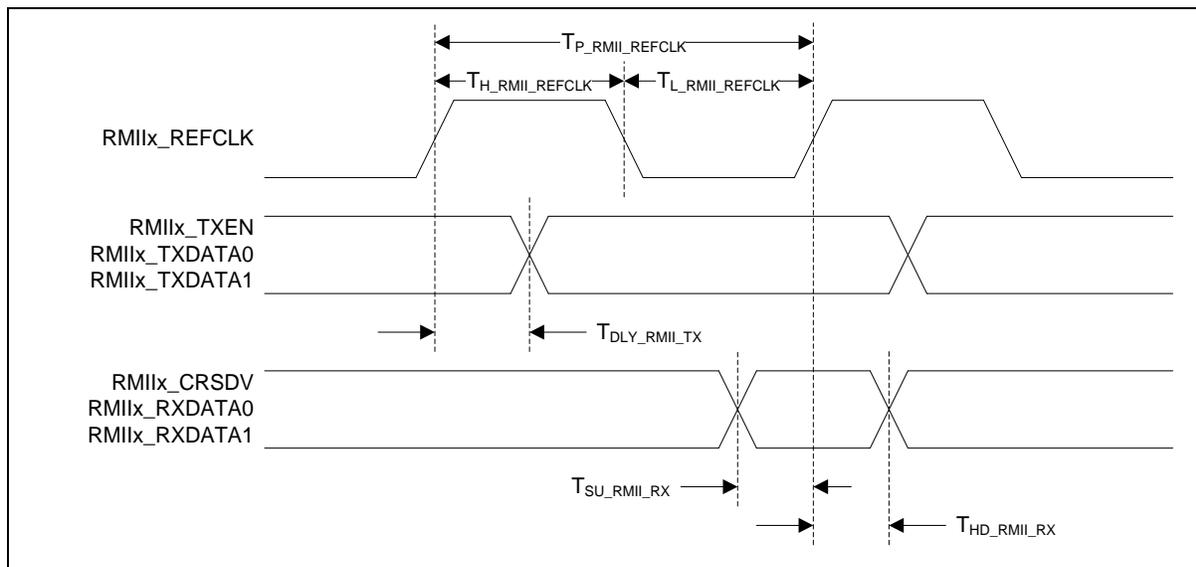 TP_RMII_REFCLK
TH_RMII_REFCLK TL_RMII_REFCLK
RMIIx_REFCLK
RMIIx_TXEN
RMIIx_TXDATA0
RMIIx_TXDATA1
TDLY_RMII_TX
RMIIx_CRSDV
RMIIx_RXDATA0
RMIIx_RXDATA1
TSU_RMII_RX
THD_RMII_RX